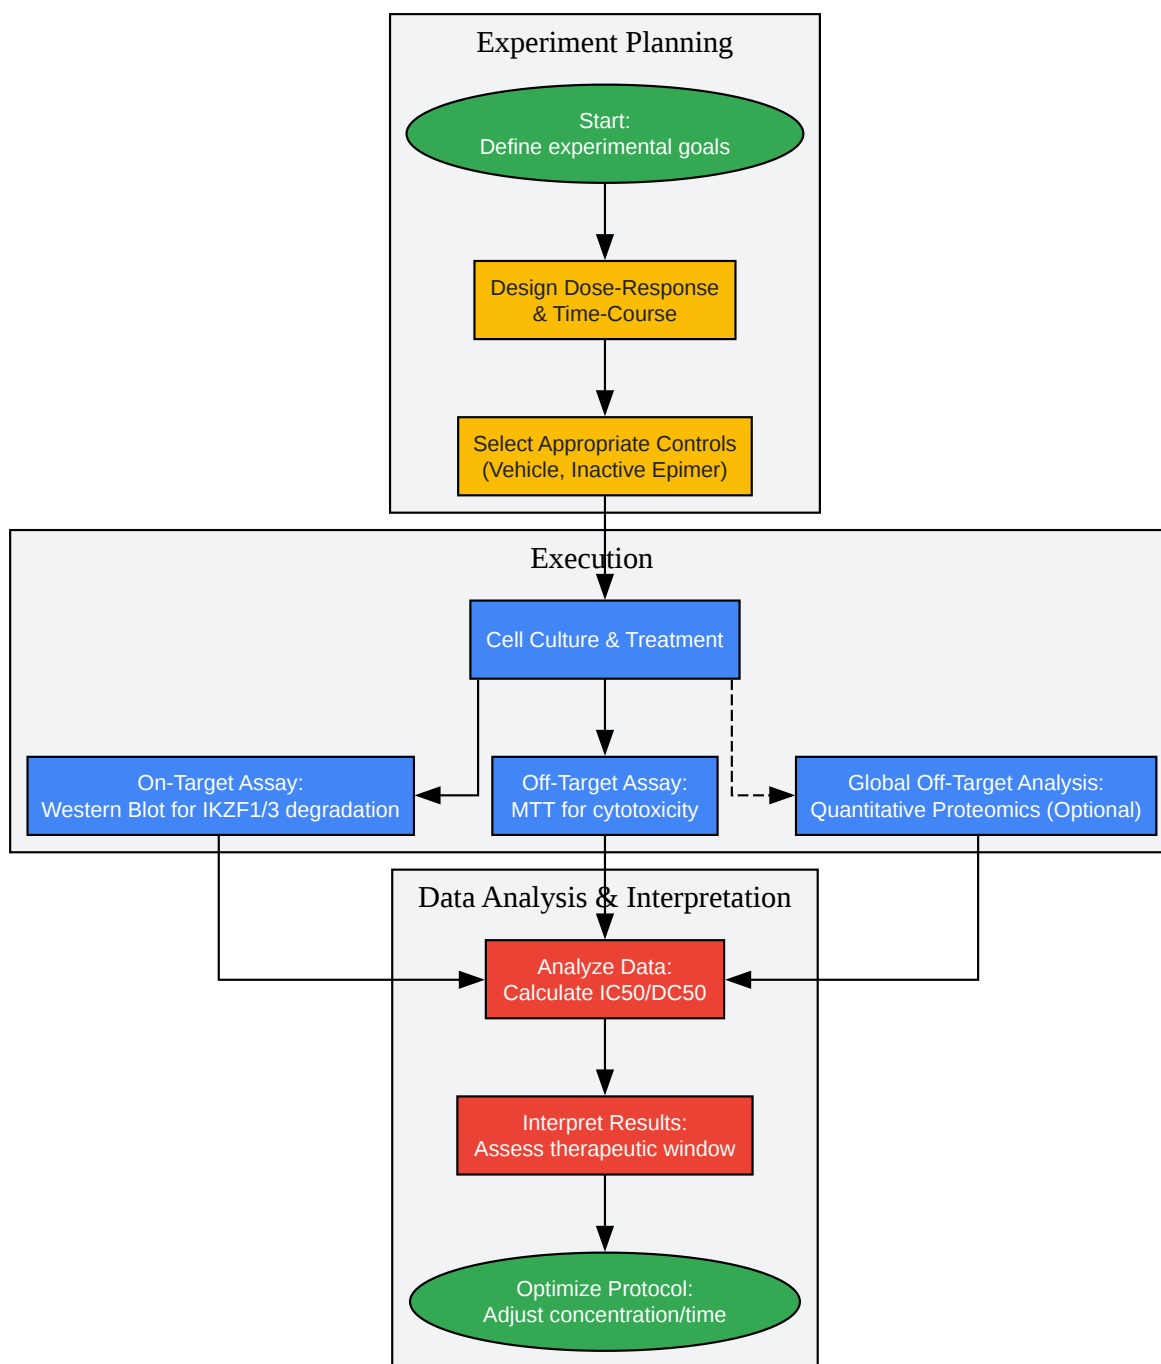 Experiment Planning
Start:
Define experimental goals
Design Dose-Response
& Time-Course
Select Appropriate Controls
(Vehicle, Inactive Epimer)
Execution
Cell Culture & Treatment
On-Target Assay:
Western Blot for IKZF1/3 degradation
Off-Target Assay:
MTT for cytotoxicity
Global Off-Target Analysis:
Quantitative Proteomics (Optional)
Data Analysis & Interpretation
Analyze Data:
Calculate IC50/DC50
Interpret Results:
Assess therapeutic window
Optimize Protocol:
Adjust concentration/time